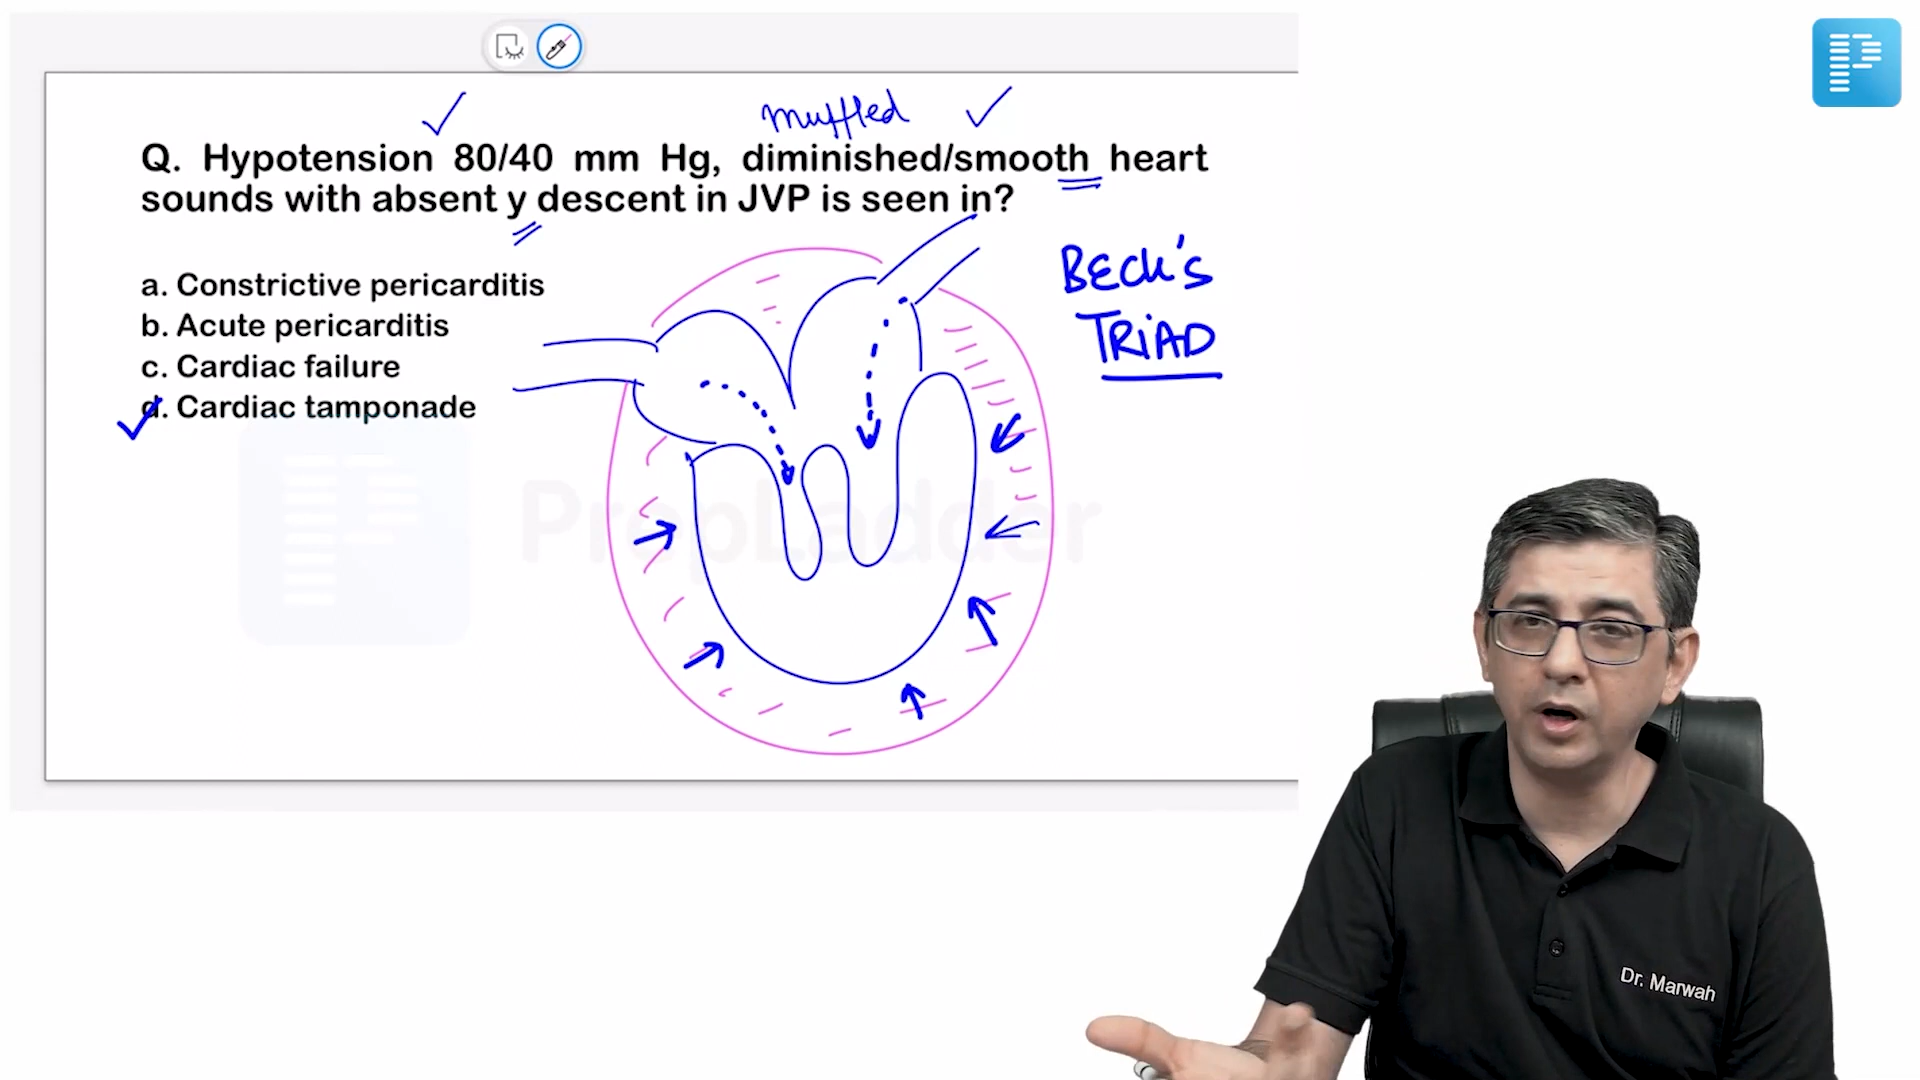 muffled
Q. Hypotension 80/40 mm Hg, diminished/smooth heart
sounds with absent y descent in JVP is seen in?
a. Constrictive pericarditis
b. Acute pericarditis
c. Cardiac failure
d. Cardiac tamponade
BECK'S
TRIAD
PrepLadder
Dr. Marwah